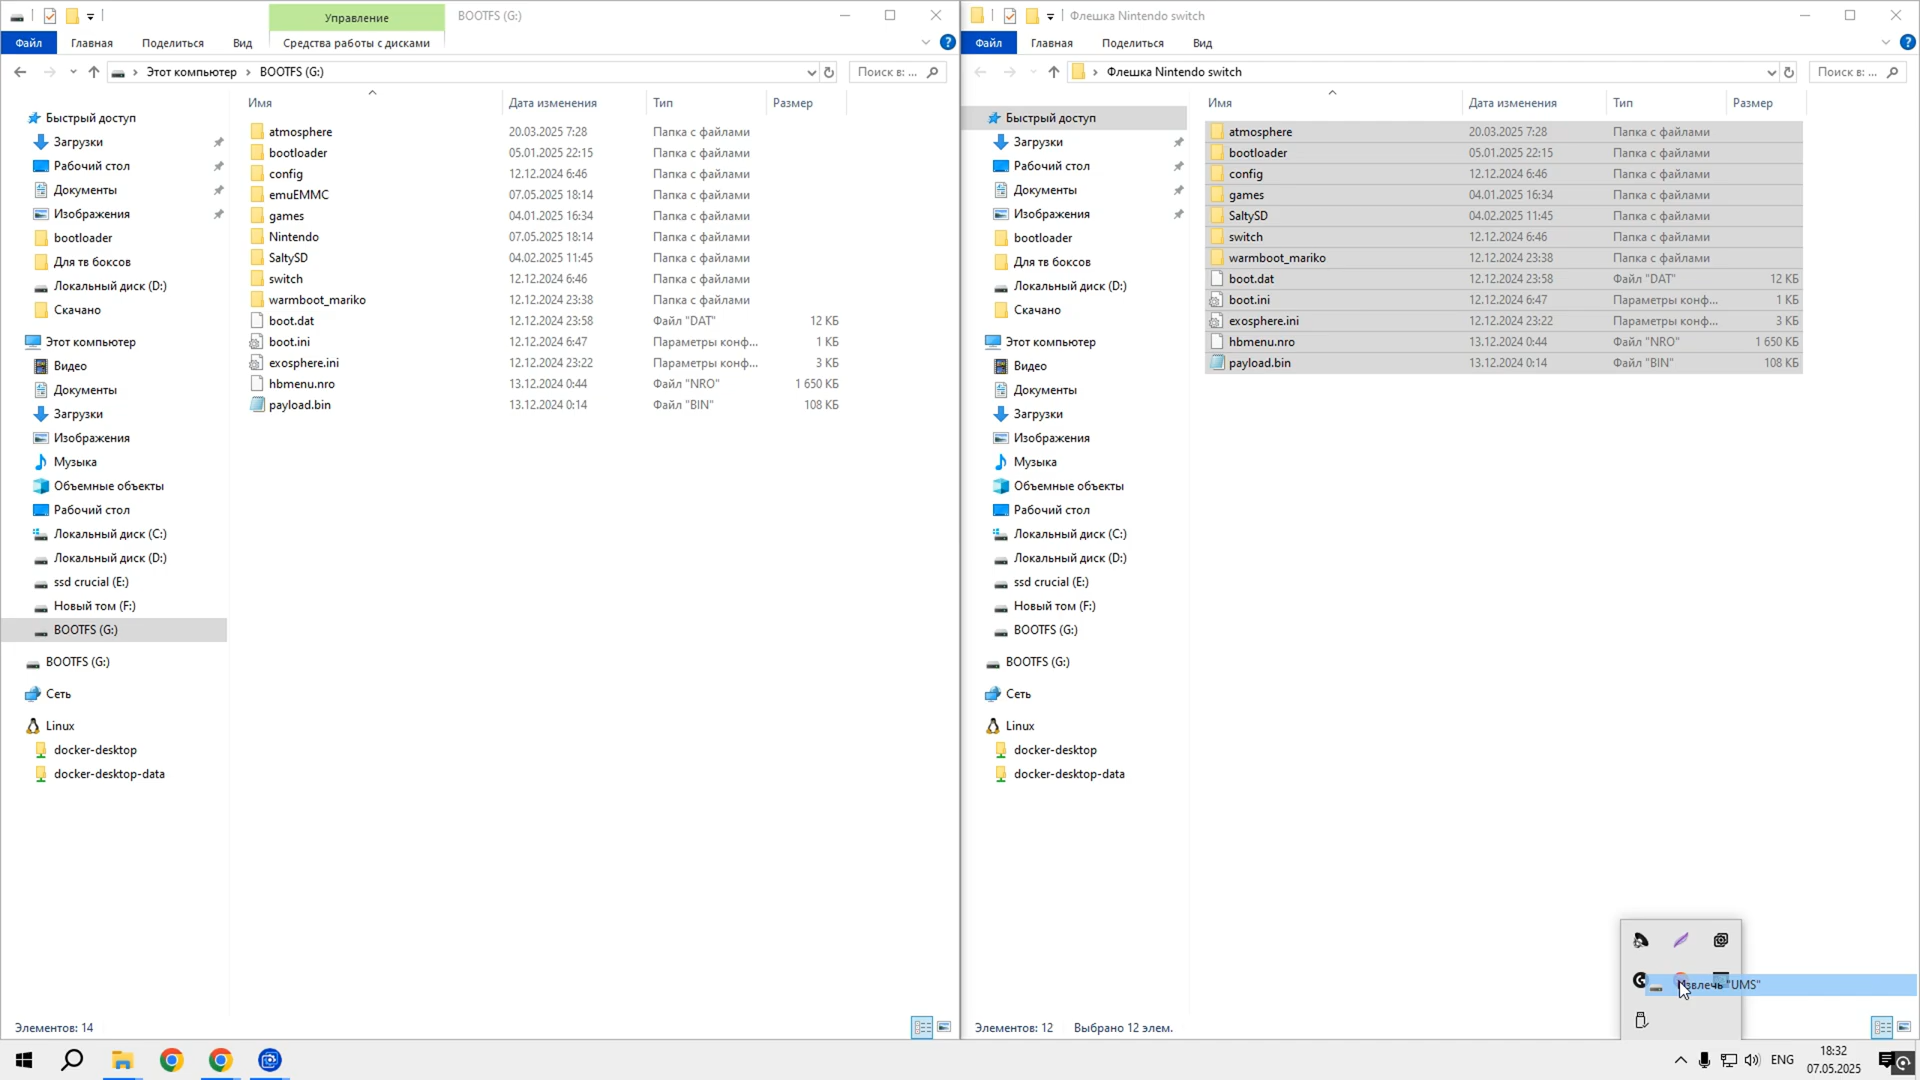 Управление
BOOTFS (G:)
Файл
Главная
Поделиться
Вид
Средства работы с дисками
Этот компьютер
BOOTFS (G:)
Поиск в: ...
Имя
Дата изменения
Тип
Размер
Быстрый доступ
Загрузки
Рабочий стол
Документы
Изображения
bootloader
Для тв боксов
Локальный диск (D:)
Скачано
Этот компьютер
Видео
Документы
Загрузки
Изображения
Музыка
Объемные объекты
Рабочий стол
Локальный диск (C:)
Локальный диск (D:)
ssd crucial (E:)
Новый том (F:)
BOOTFS (G:)
BOOTFS (G:)
Сеть
Linux
docker-desktop
docker-desktop-data
atmosphere 20.03.2025 7:28 Папка с файлами
bootloader 05.01.2025 22:15 Папка с файлами
config 12.12.2024 6:46 Папка с файлами
emuEMMC 07.05.2025 18:14 Папка с файлами
games 04.01.2025 16:34 Папка с файлами
Nintendo 07.05.2025 18:14 Папка с файлами
SaltySD 04.02.2025 11:45 Папка с файлами
switch 12.12.2024 6:46 Папка с файлами
warmboot_mariko 12.12.2024 23:38 Папка с файлами
boot.dat 12.12.2024 23:58 Файл "DAT" 12 КБ
boot.ini 12.12.2024 6:47 Параметры конф... 1 КБ
exosphere.ini 12.12.2024 23:22 Параметры конф... 3 КБ
hbmenu.nro 13.12.2024 0:44 Файл "NRO" 1 650 КБ
payload.bin 13.12.2024 0:14 Файл "BIN" 108 КБ
Элементов: 14
Флешка Nintendo switch
Файл
Главная
Поделиться
Вид
Флешка Nintendo switch
Поиск в: ...
Имя
Дата изменения
Тип
Размер
Быстрый доступ
Загрузки
Рабочий стол
Документы
Изображения
bootloader
Для тв боксов
Локальный диск (D:)
Скачано
Этот компьютер
Видео
Документы
Загрузки
Изображения
Музыка
Объемные объекты
Рабочий стол
Локальный диск (C:)
Локальный диск (D:)
ssd crucial (E:)
Новый том (F:)
BOOTFS (G:)
BOOTFS (G:)
Сеть
Linux
docker-desktop
docker-desktop-data
atmosphere 20.03.2025 7:28 Папка с файлами
bootloader 05.01.2025 22:15 Папка с файлами
config 12.12.2024 6:46 Папка с файлами
games 04.01.2025 16:34 Папка с файлами
SaltySD 04.02.2025 11:45 Папка с файлами
switch 12.12.2024 6:46 Папка с файлами
warmboot_mariko 12.12.2024 23:38 Папка с файлами
boot.dat 12.12.2024 23:58 Файл "DAT" 12 КБ
boot.ini 12.12.2024 6:47 Параметры конф... 1 КБ
exosphere.ini 12.12.2024 23:22 Параметры конф... 3 КБ
hbmenu.nro 13.12.2024 0:44 Файл "NRO" 1 650 КБ
payload.bin 13.12.2024 0:14 Файл "BIN" 108 КБ
Извлечь "UMS"
Элементов: 12
Выбрано 12 элем.
ENG
18:32
07.05.2025